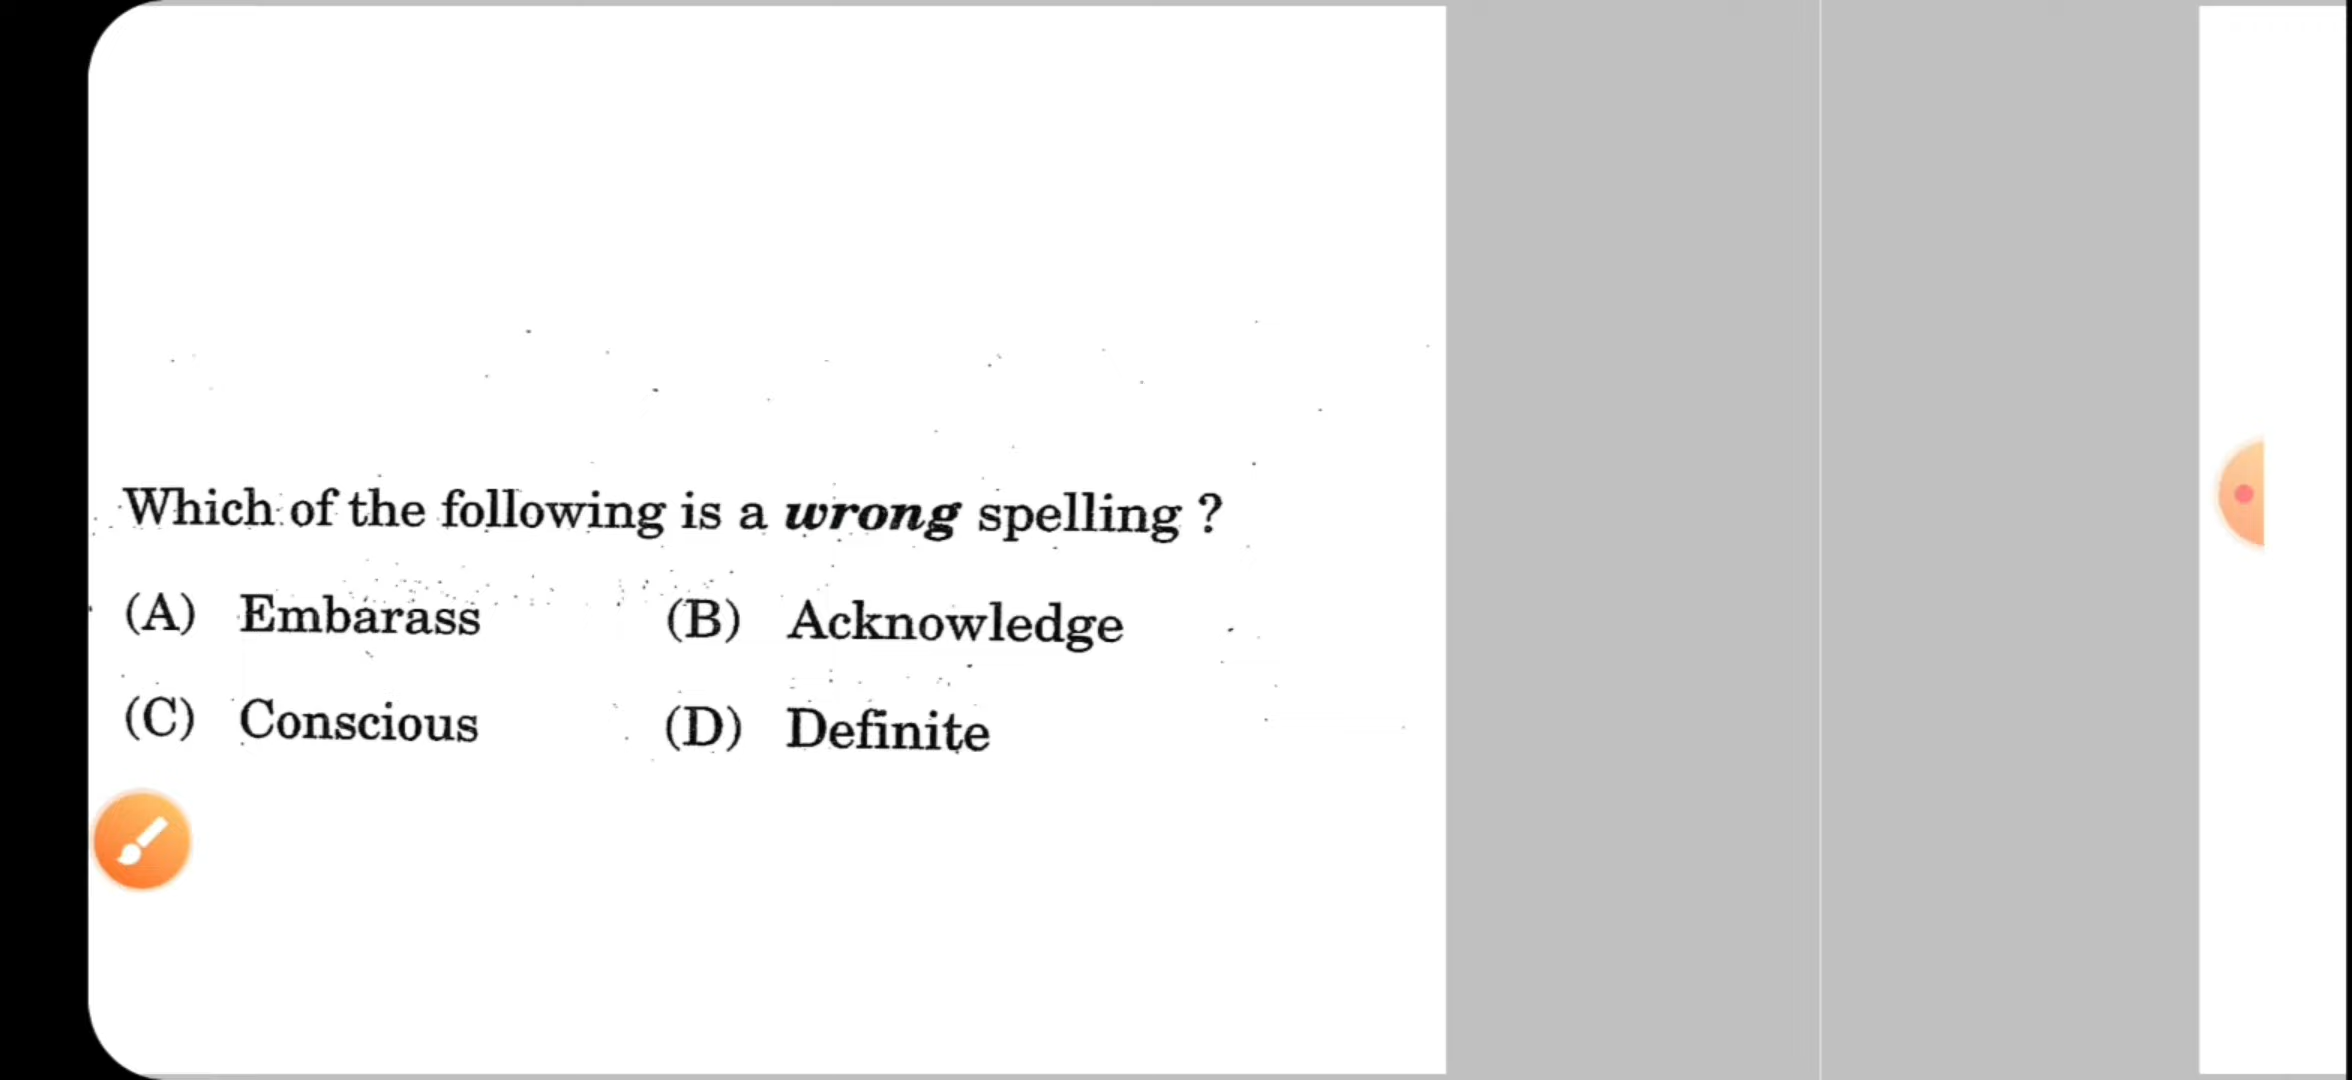 Which of the following is a wrong spelling ?
(A) Embarass (B) Acknowledge
(C) Conscious (D) Definite